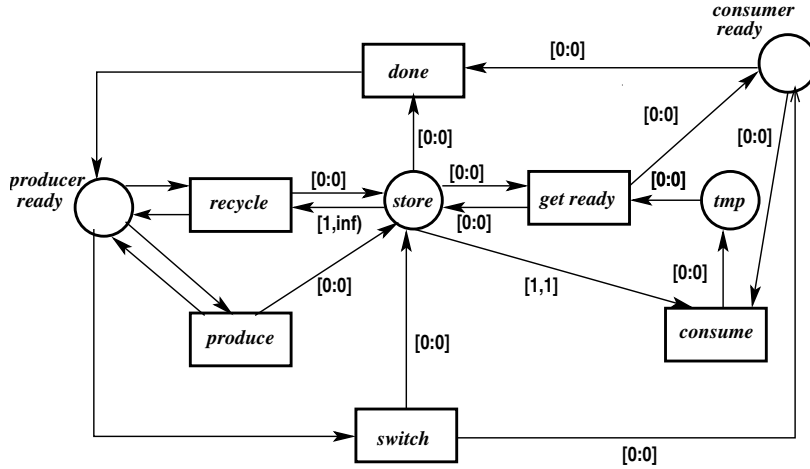 consumer
ready
[0:0]
done
[0:0]
[0:0]
[0:0]
producer
ready
[0:0]
[0:0]
[0:0]
recycle
store
get ready
tmp
[1,inf)
[0:0]
[0:0]
[0:0]
[1,1]
produce
consume
[0:0]
switch
[0:0]